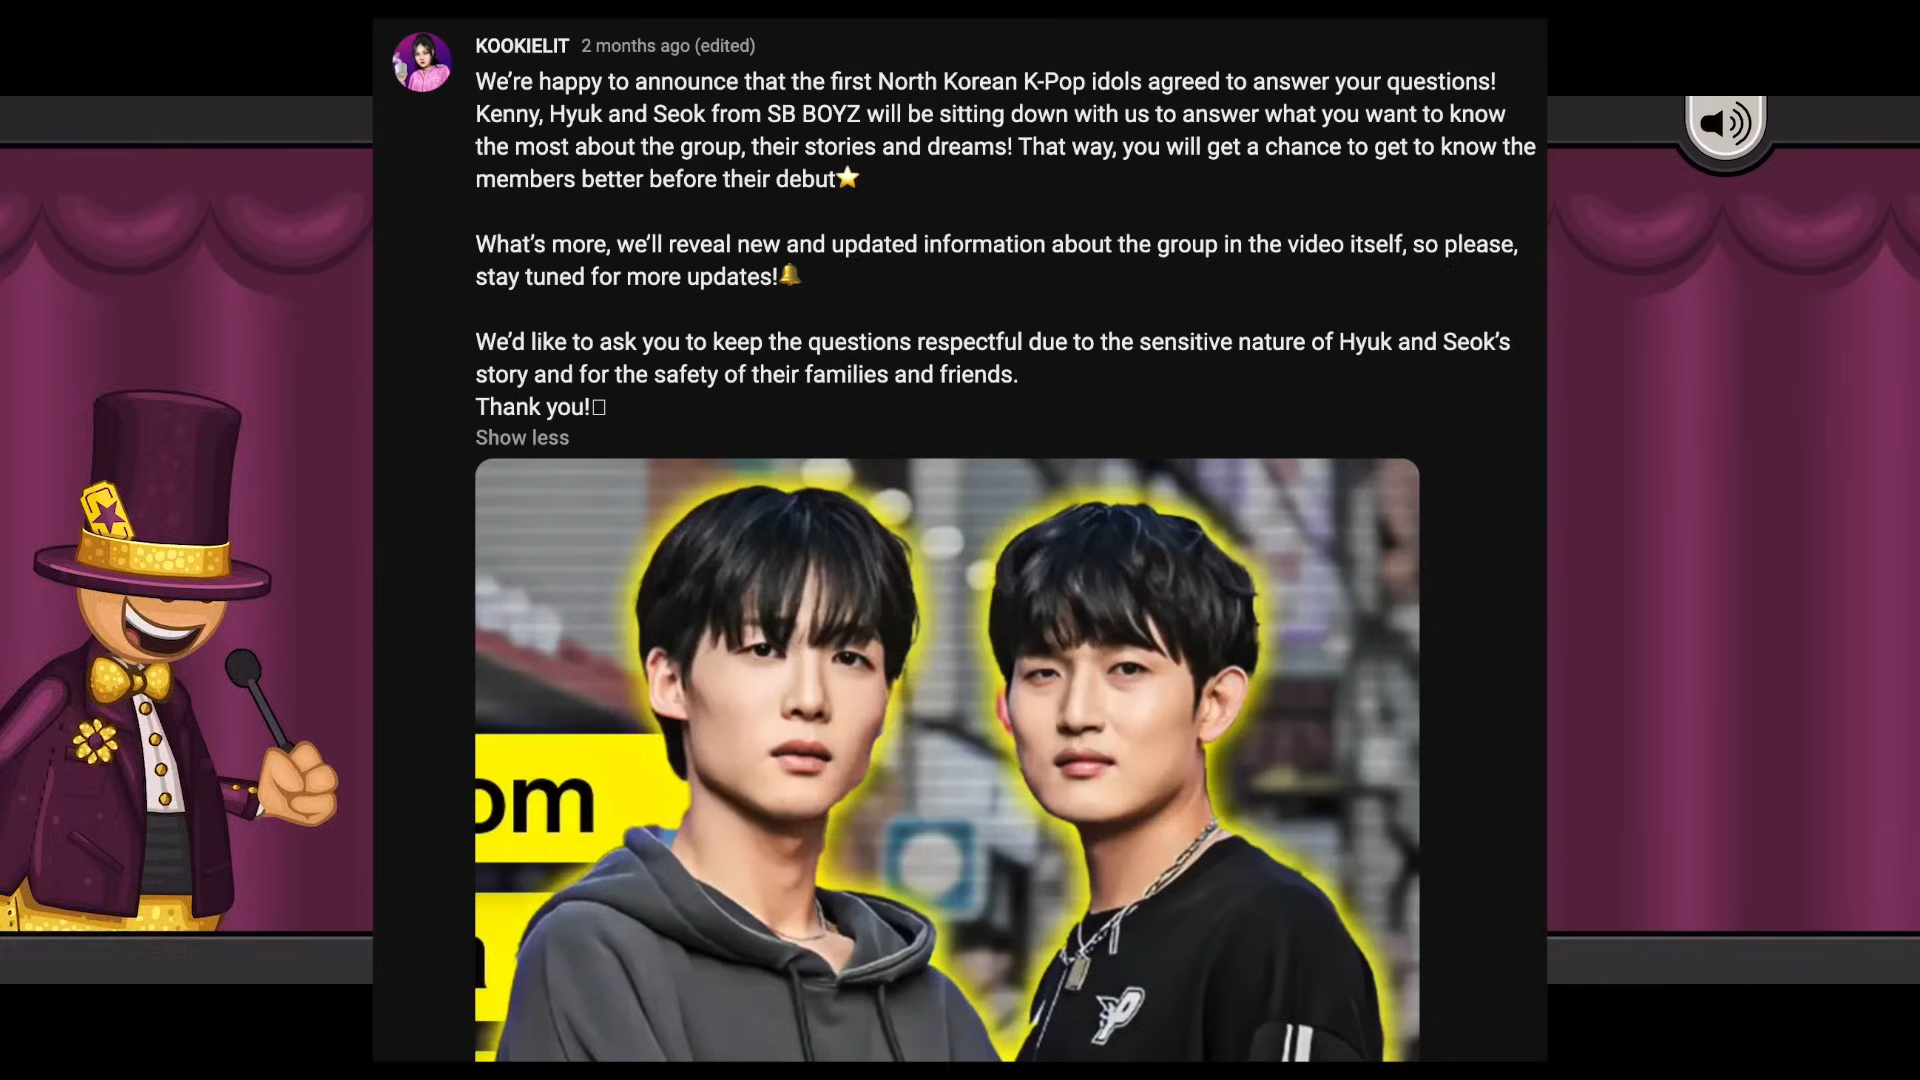 KOOKIELIT 2 months ago (edited)
We’re happy to announce that the first North Korean K-Pop idols agreed to answer your questions!
Kenny, Hyuk and Seok from SB BOYZ will be sitting down with us to answer what you want to know
the most about the group, their stories and dreams! That way, you will get a chance to get to know the
members better before their debut⭐
What’s more, we’ll reveal new and updated information about the group in the video itself, so please,
stay tuned for more updates!🔔
We’d like to ask you to keep the questions respectful due to the sensitive nature of Hyuk and Seok’s
story and for the safety of their families and friends.
Thank you!
Show less
om
P